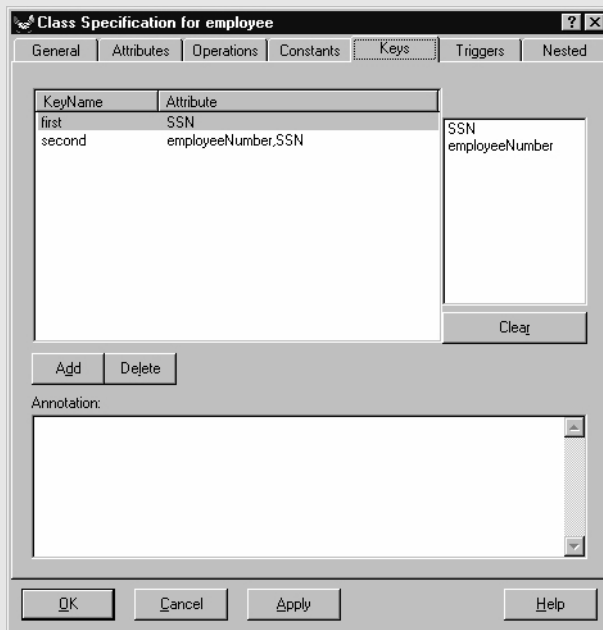 Class Specification for employee
General Attributes Operations Constants Keys Triggers Nested
KeyName Attribute
first SSN
second employeeNumber,SSN
SSN
employeeNumber
Clear
Add Delete
Annotation:
OK Cancel Apply Help